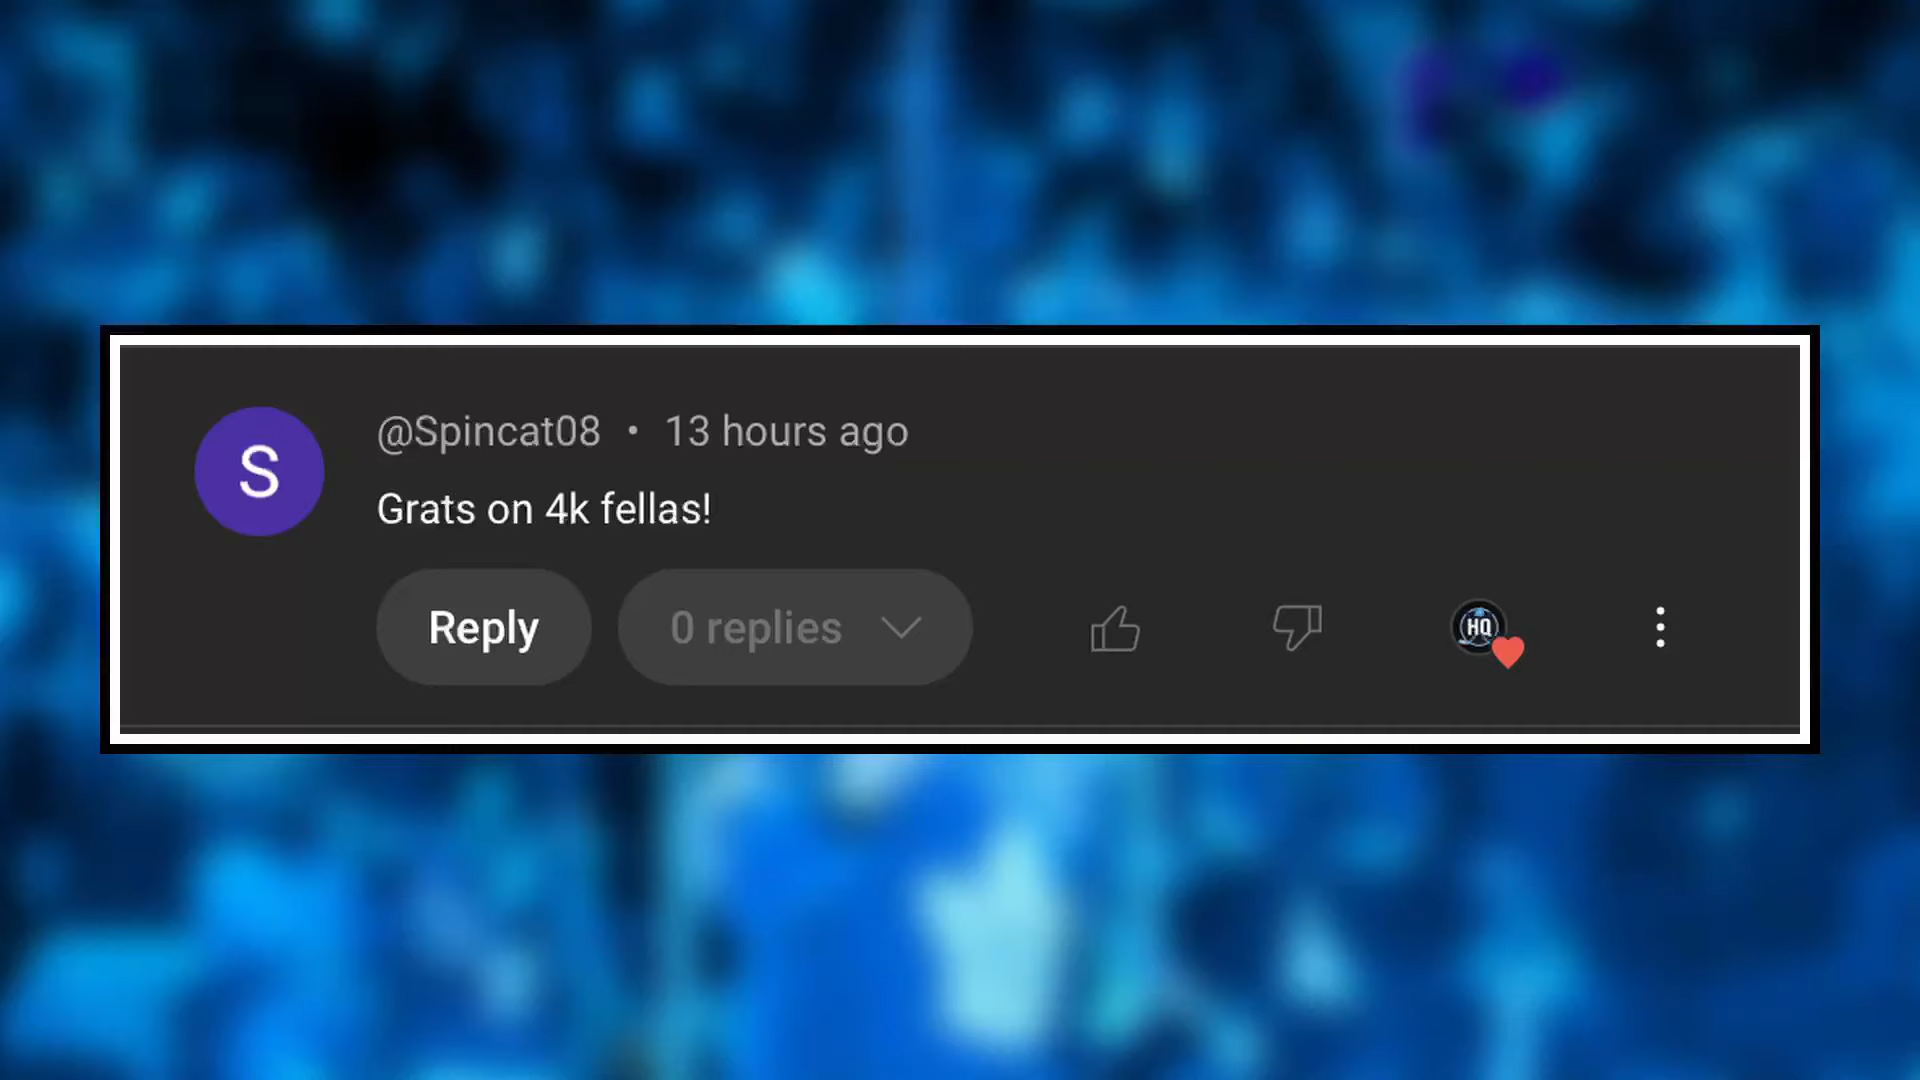 S
@Spincat08 • 13 hours ago
Grats on 4k fellas!
Reply
0 replies
HQ